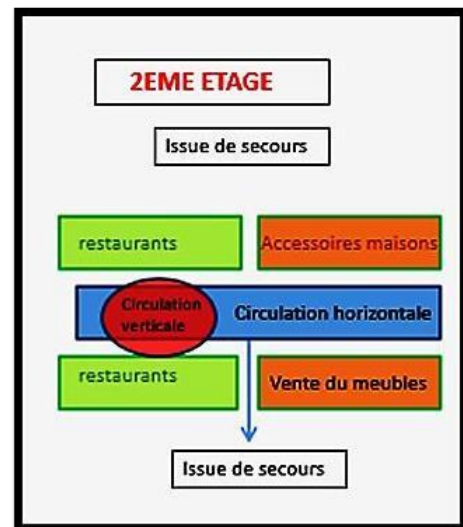 2EME ETAGE
Issue de secours
restaurants
Accessoires maisons
Circulation
verticale
Circulation horizontale
restaurants
Vente du meubles
Issue de secours